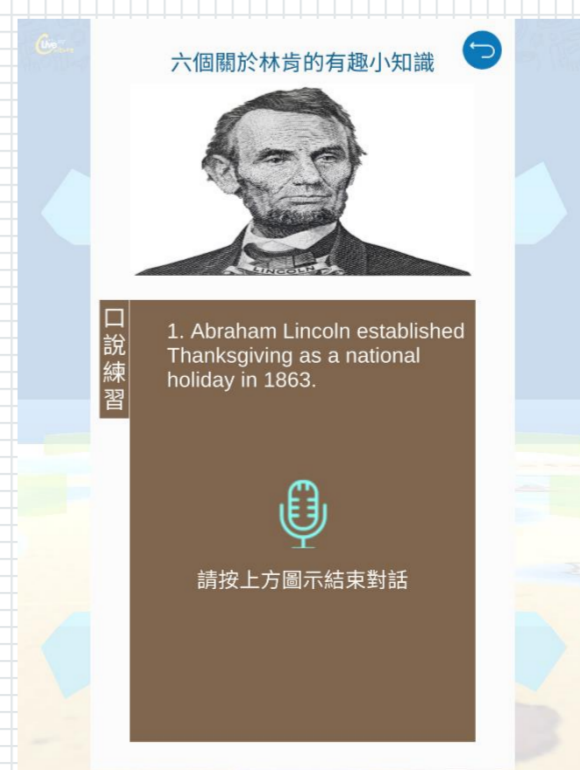 Live
六個關於林肯的有趣小知識
LINCOLN
口說練習
1. Abraham Lincoln established
Thanksgiving as a national
holiday in 1863.
請按上方圖示結束對話